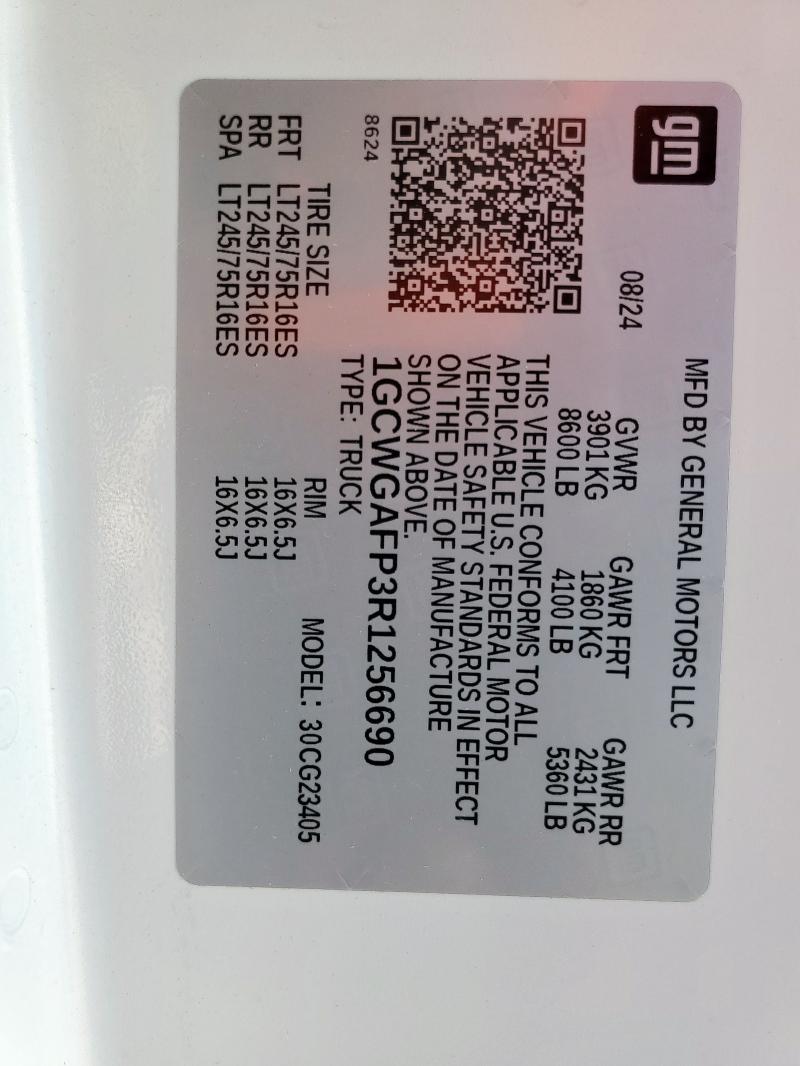 gm
MFD BY GENERAL MOTORS LLC
08/24
GVWR GAWR FRT GAWR RR
3901 KG 1860 KG 2431 KG
8600 LB 4100 LB 5360 LB
THIS VEHICLE CONFORMS TO ALL
APPLICABLE U.S. FEDERAL MOTOR
VEHICLE SAFETY STANDARDS IN EFFECT
ON THE DATE OF MANUFACTURE
SHOWN ABOVE.
1GCWGAFP3R1256690
TYPE: TRUCK
8624
TIRE SIZE RIM MODEL: 30CG23405
FRT LT245/75R16ES 16X6.5J
RR LT245/75R16ES 16X6.5J
SPA LT245/75R16ES 16X6.5J